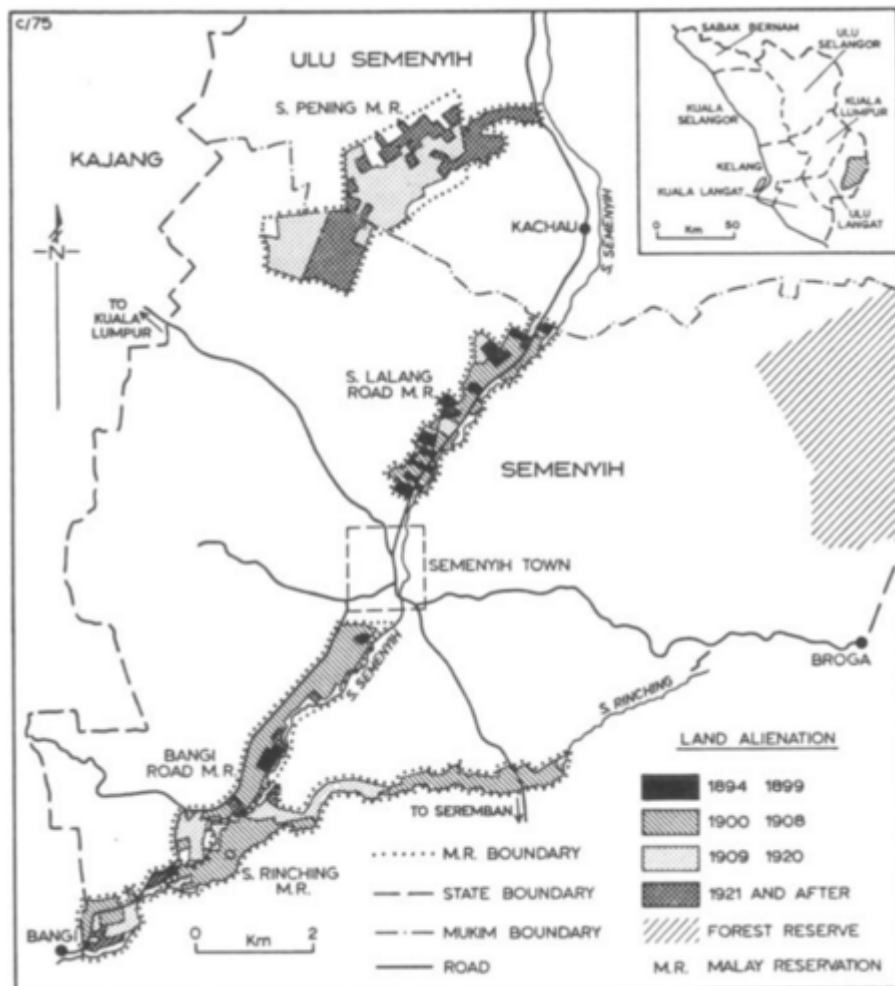 C/75
ULU SEMENYIH
S. PENING M.R.
KAJANG
N
TO
KUALA
LUMPUR
KACHAU
S. SEMENYIH
S. LALANG
ROAD M.R.
SEMENYIH
SEMENYIH TOWN
S. SEMENYIH
BROGA
S. RINCHING
BANGI
ROAD M.R.
TO SEREMBAN
S. RINCHING
M.R.
BANGI
0 2
Km
SABAK BERNAM
ULU
SELANGOR
KUALA
SELANGOR
KUALA
LUMPUR
KELANG
KUALA LANGAT
ULU
LANGAT
0 50
Km
LAND ALIENATION
1894 1899
1900 1908
1909 1920
1921 AND AFTER
FOREST RESERVE
M.R. MALAY RESERVATION
M.R. BOUNDARY
STATE BOUNDARY
MUKIM BOUNDARY
ROAD